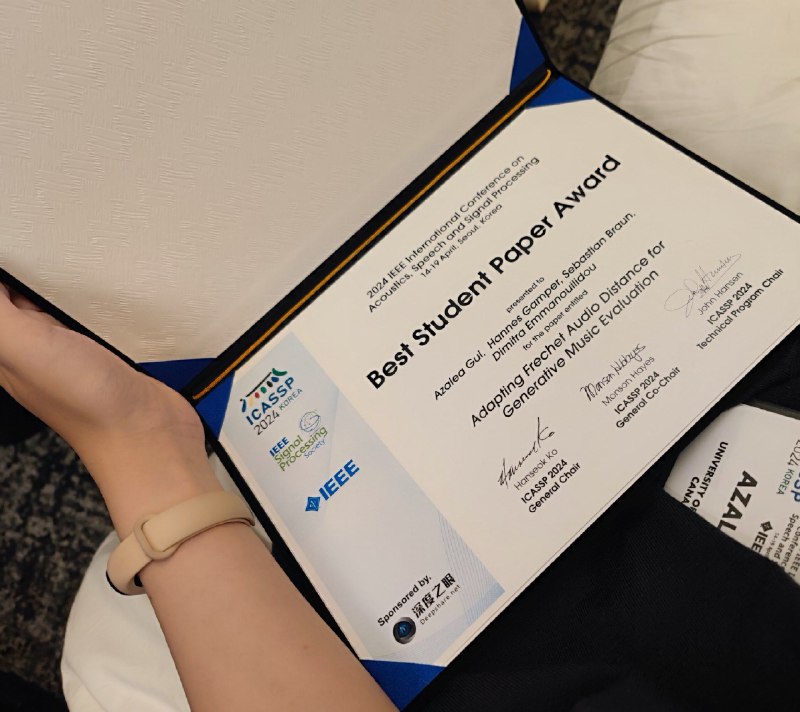 2024 IEEE International Conference on
Acoustics, Speech and Signal Processing
14-19 April, Seoul, Korea
Best Student Paper Award
presented to
Azalea Gui, Hannes Gamper, Sebastian Braun,
Dimitra Emmanouilidou
for the paper entitled
Adapting Frechet Audio Distance for
Generative Music Evaluation
Hanseok Ko
ICASSP 2024
General Chair
Monson Hayes
ICASSP 2024
General Co-Chair
John Hansen
ICASSP 2024
Technical Program Chair
ICASSP
2024 KOREA
IEEE
Signal
Processing
Society
IEEE
Sponsored by,
深度之眼
Deepshare.net
2024 KOREA
Speech and
IEEE
AZAL
UNIVERSITY O
CANA